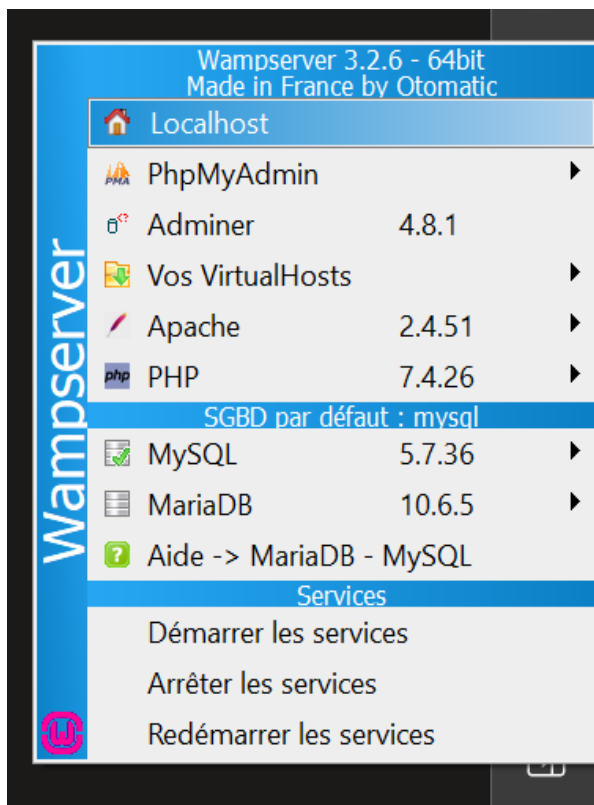 Wampserver 3.2.6 - 64bit
Made in France by Otomatic
Wampserver
Localhost
PMA PhpMyAdmin
Adminer 4.8.1
Vos VirtualHosts
Apache 2.4.51
php PHP 7.4.26
SGBD par défaut : mysql
MySQL 5.7.36
MariaDB 10.6.5
? Aide -> MariaDB - MySQL
Services
Démarrer les services
Arrêter les services
Redémarrer les services
W